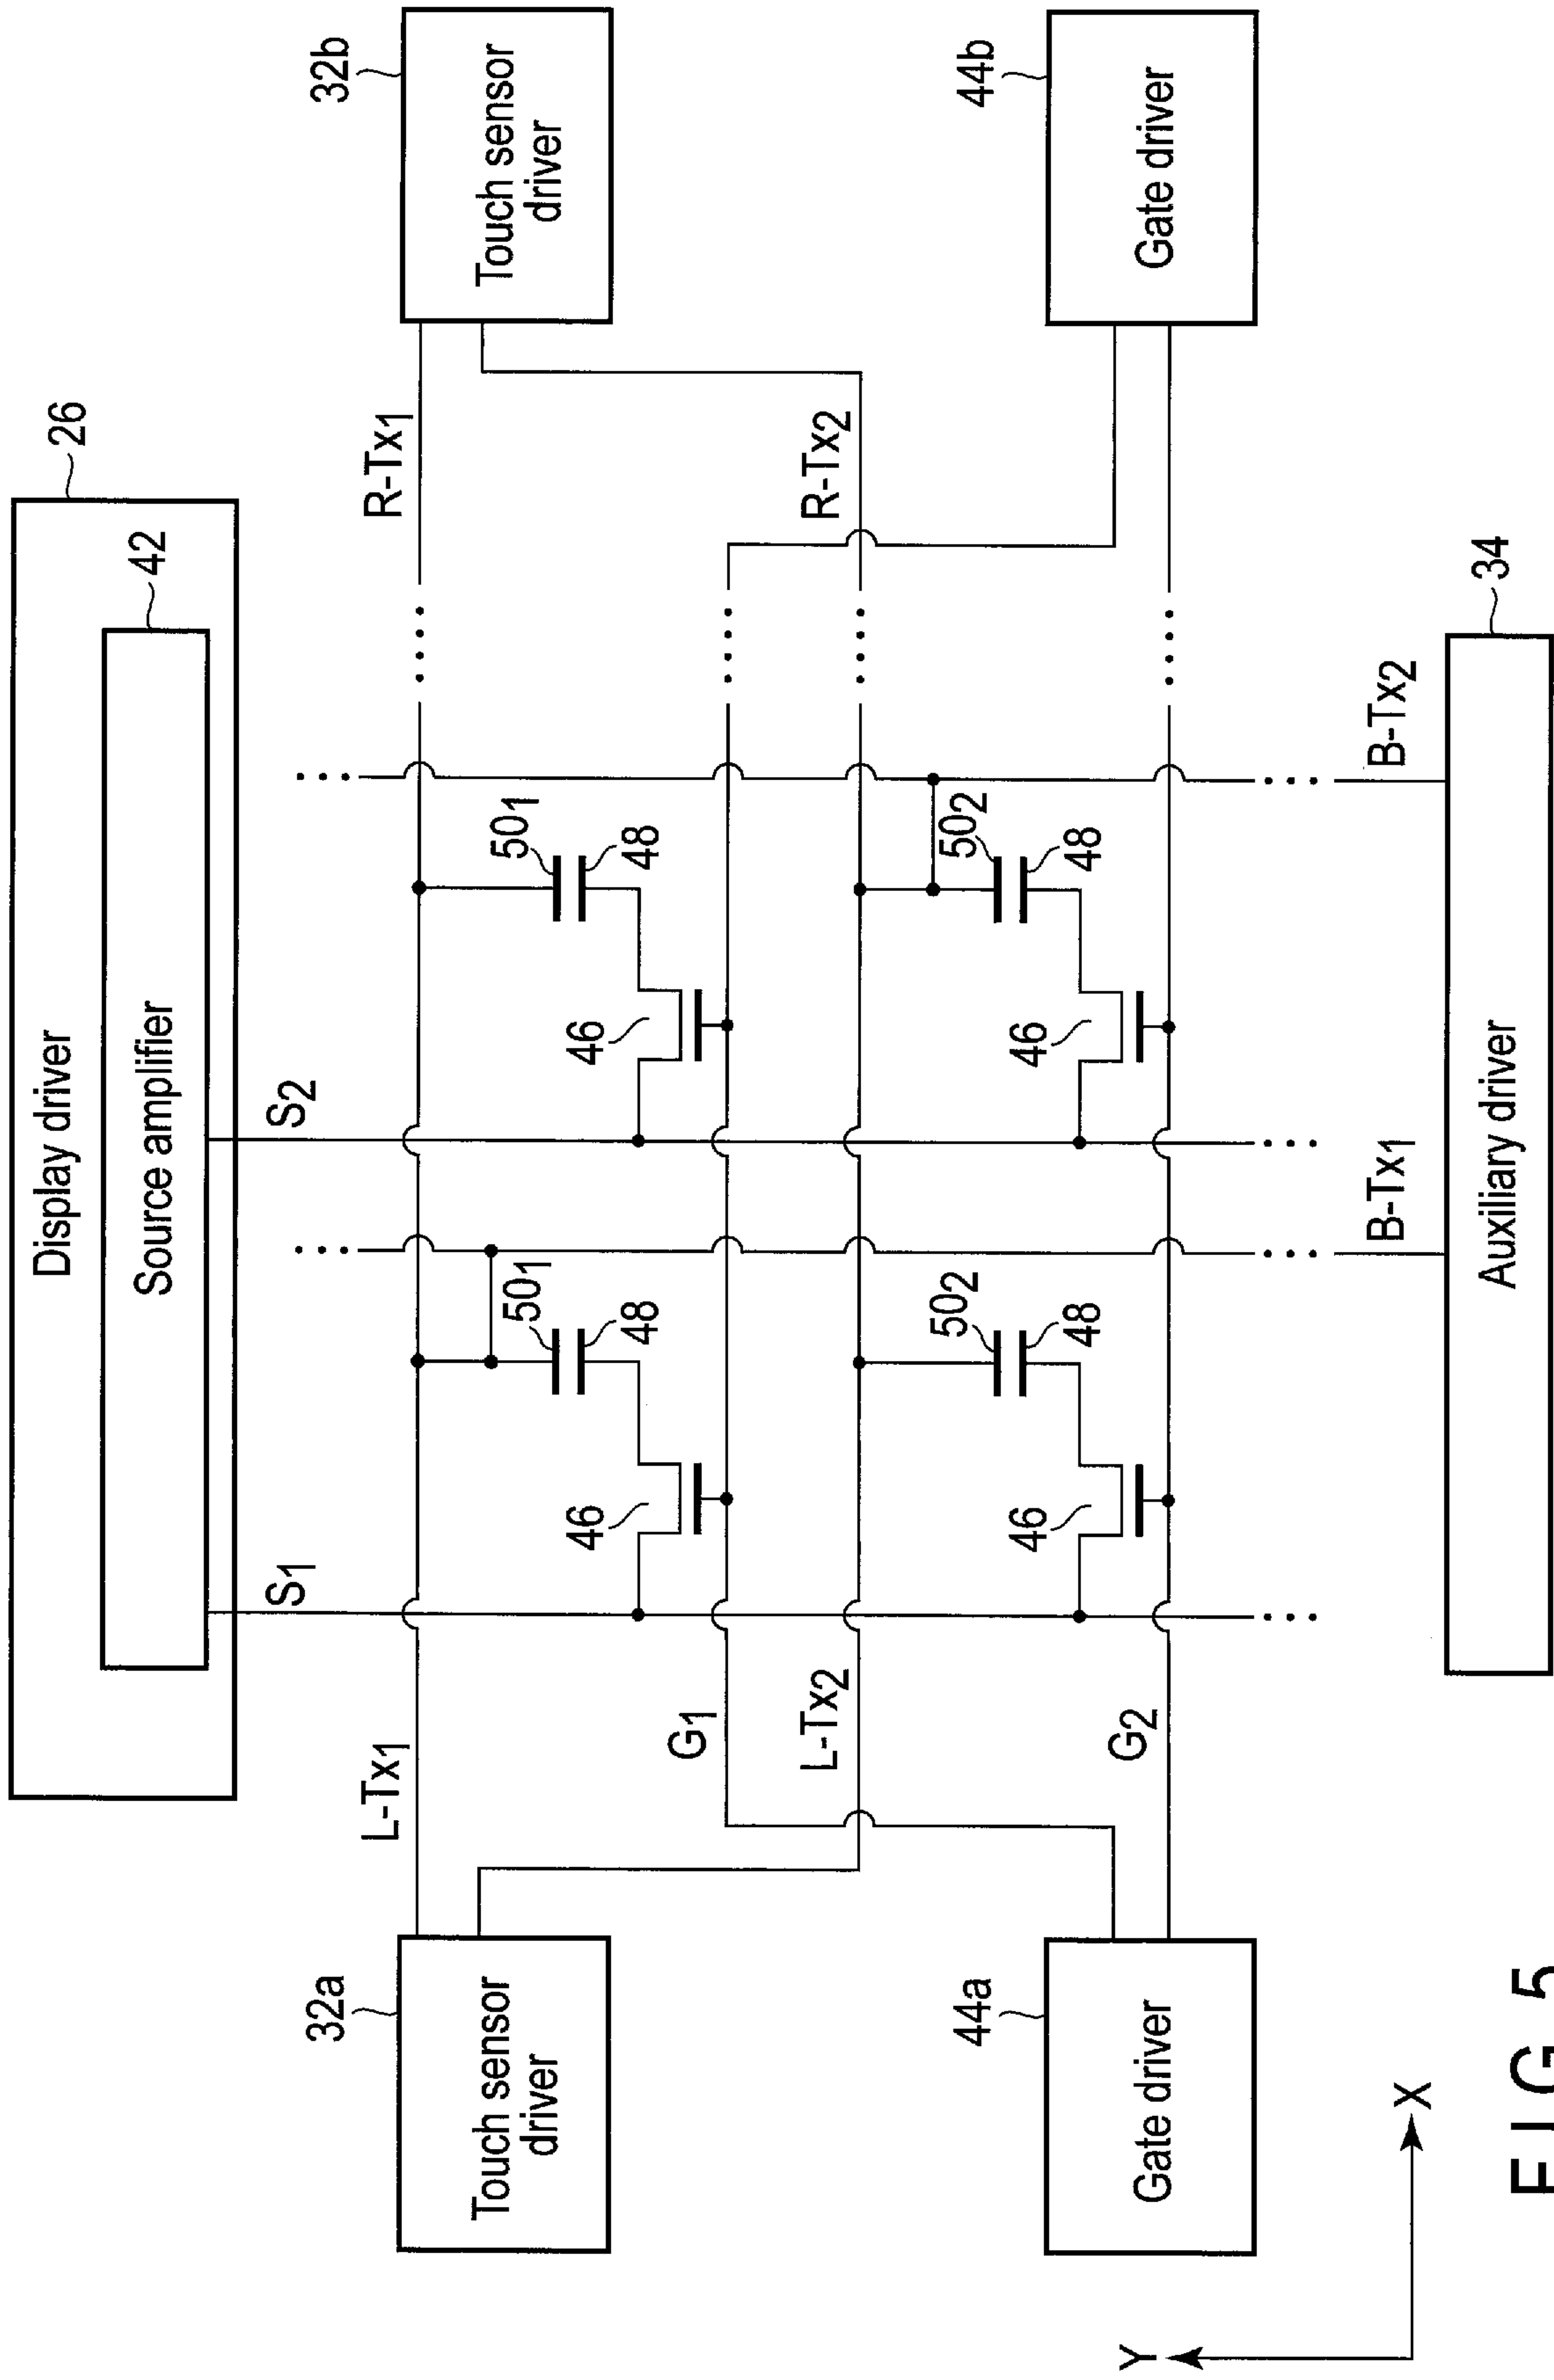 26
Display driver
42
Source amplifier
32a
Touch sensor
driver
32b
Touch sensor
driver
S1
S2
L-Tx1
R-Tx1
501
48
501
48
46
46
G1
L-Tx2
R-Tx2
44a
Gate driver
44b
Gate driver
502
48
502
48
46
46
G2
B-Tx1
B-Tx2
34
Auxiliary driver
Y
X
FIG. 5